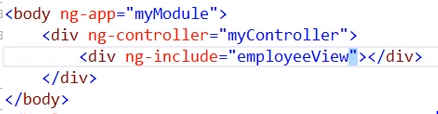 <body ng-app="myModule">
<div ng-controller="myController">
<div ng-include="employeeView"></div>
</div>
</body>